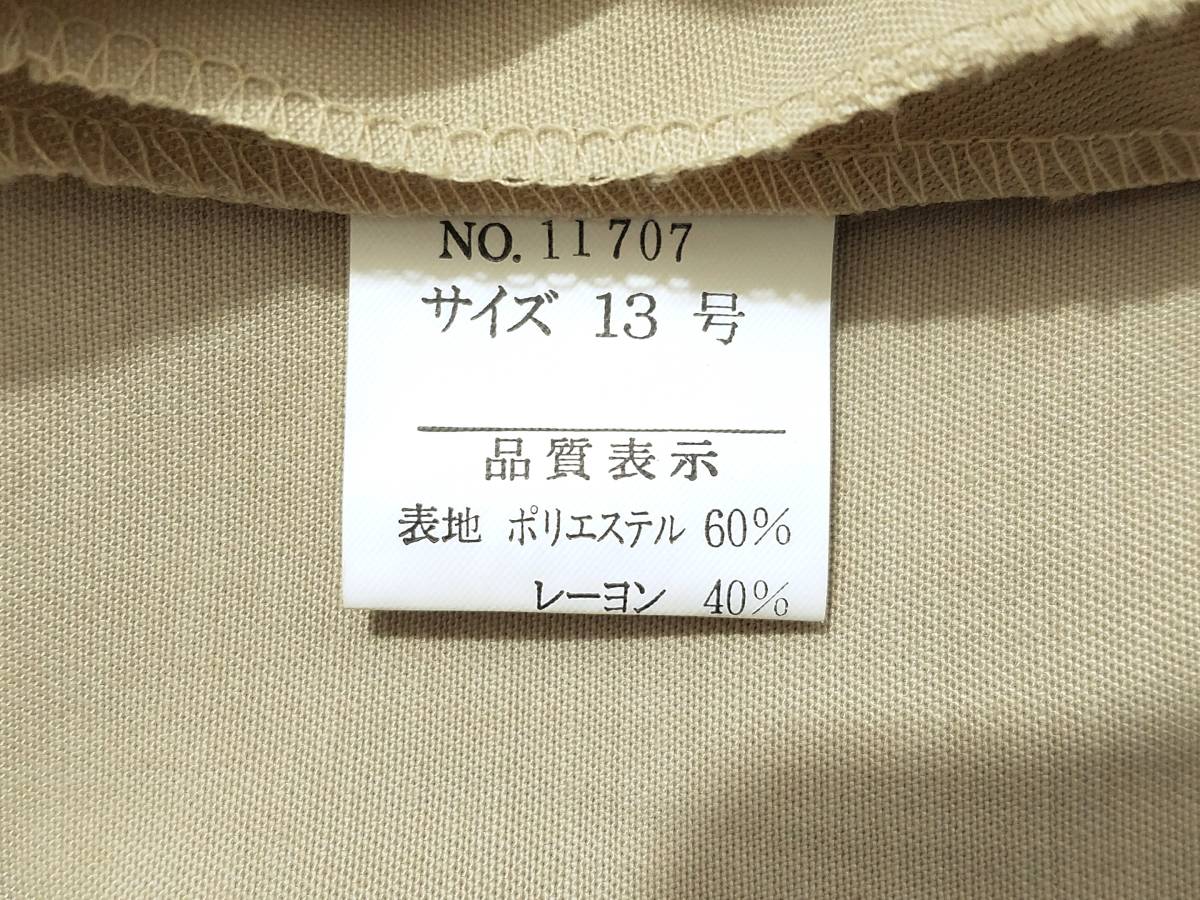 NO. 11707
サイズ 13 号
品質表示
表地 ポリエステル 60%
レーヨン 40%